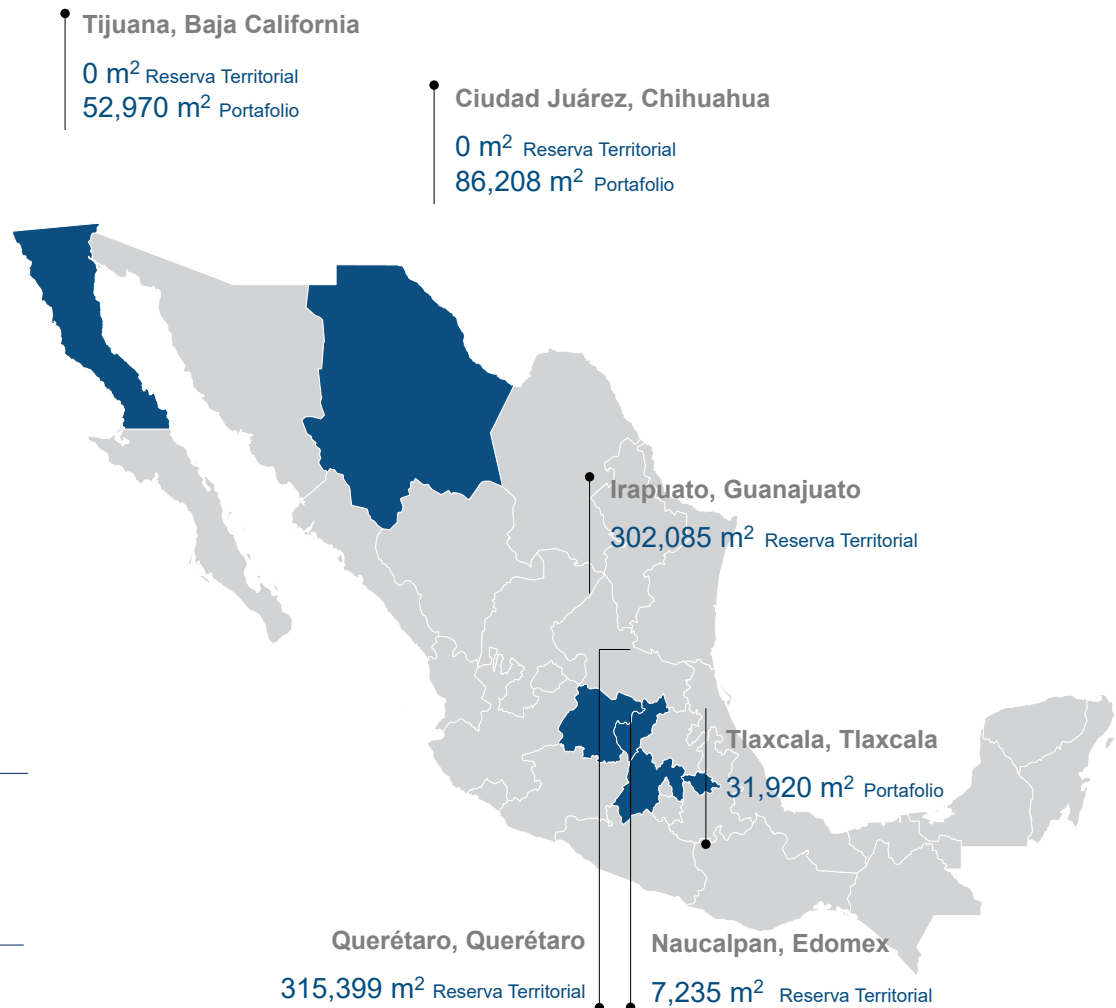 Tijuana, Baja California
0 m² Reserva Territorial
52,970 m² Portafolio
Ciudad Juárez, Chihuahua
0 m² Reserva Territorial
86,208 m² Portafolio
Irapuato, Guanajuato
302,085 m² Reserva Territorial
Tlaxcala, Tlaxcala
31,920 m² Portafolio
Querétaro, Querétaro
315,399 m² Reserva Territorial
Naucalpan, Edomex
7,235 m² Reserva Territorial